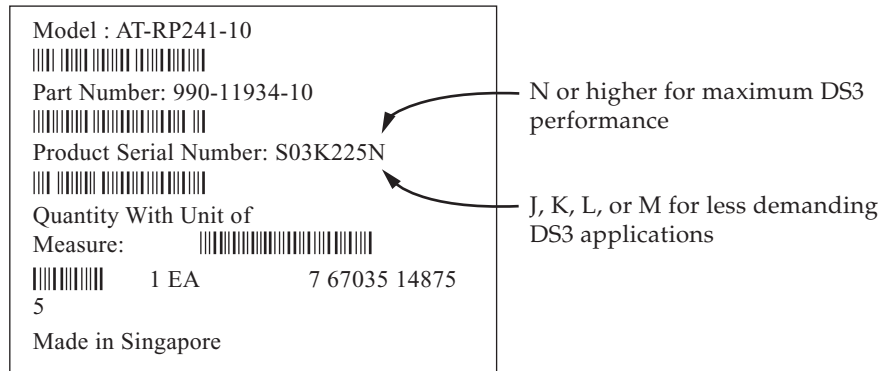 Model : AT-RP241-10
Part Number: 990-11934-10
Product Serial Number: S03K225N
Quantity With Unit of
Measure:
1 EA 7 67035 14875
5
Made in Singapore
N or higher for maximum DS3
performance
J, K, L, or M for less demanding
DS3 applications